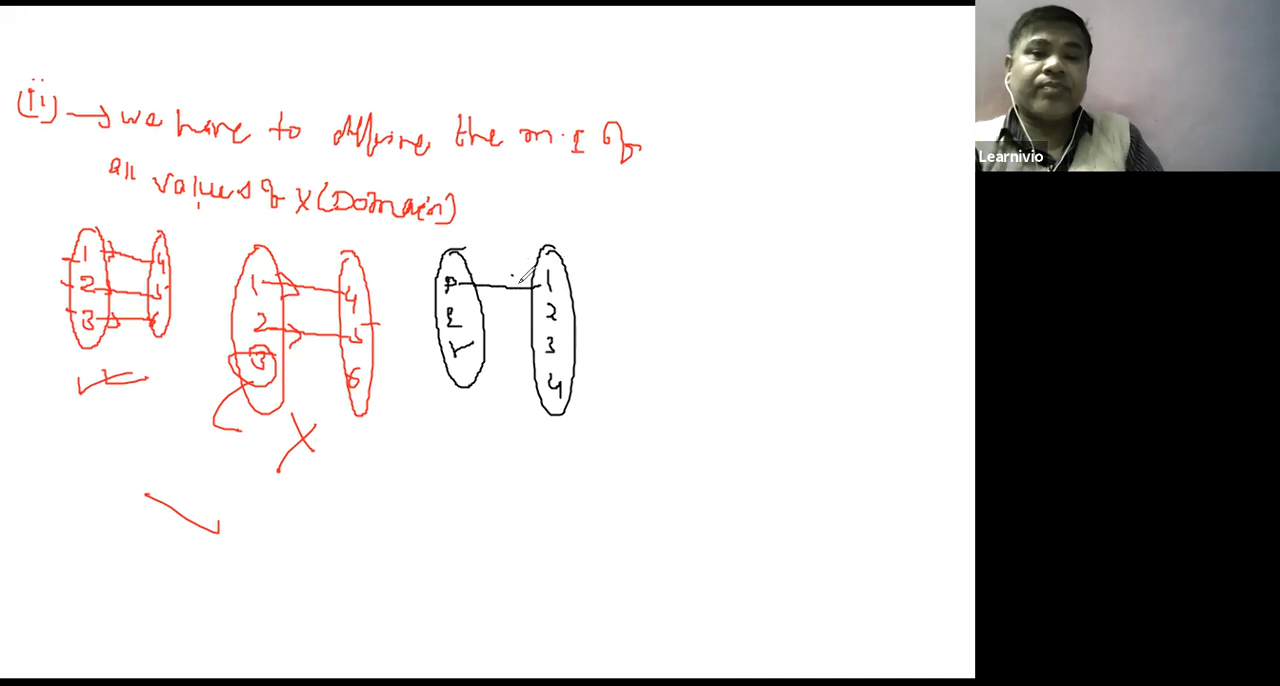 (ii) → we have to define the m.I of
all values of X (Domain)
1 4
2 5
3 6
1 4
2 5
3 6
P 1
q 2
r 3
4
X
Learnivio